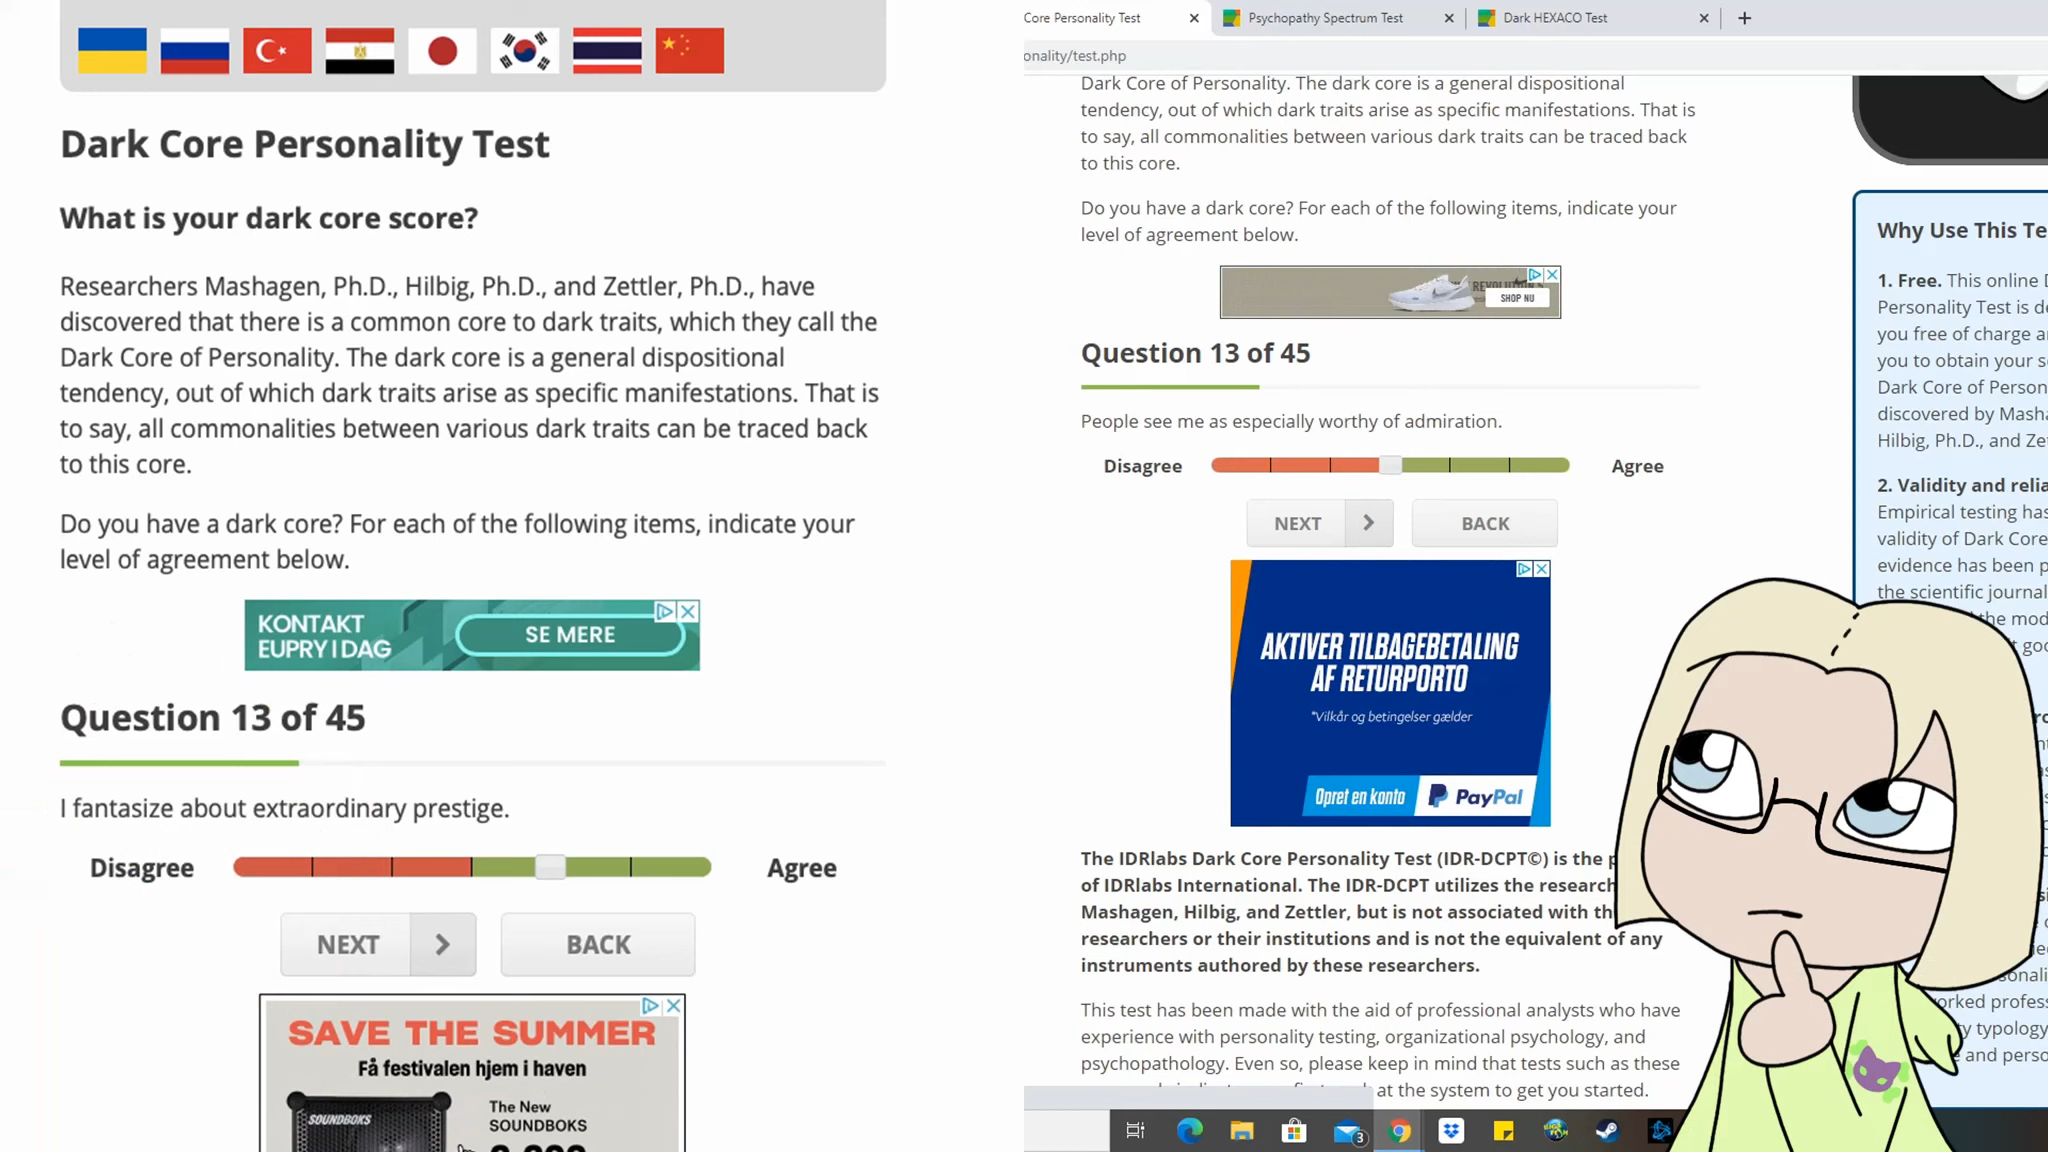 Dark Core Personality Test
What is your dark core score?
Researchers Mashagen, Ph.D., Hilbig, Ph.D., and Zettler, Ph.D., have
discovered that there is a common core to dark traits, which they call the
Dark Core of Personality. The dark core is a general dispositional
tendency, out of which dark traits arise as specific manifestations. That is
to say, all commonalities between various dark traits can be traced back
to this core.
Do you have a dark core? For each of the following items, indicate your
level of agreement below.
KONTAKT
EUPRY I DAG
SE MERE
Question 13 of 45
I fantasize about extraordinary prestige.
Disagree
Agree
NEXT
BACK
SAVE THE SUMMER
Få festivalen hjem i haven
SOUNDBOKS
The New
SOUNDBOKS
Core Personality Test
Psychopathy Spectrum Test
Dark HEXACO Test
onality/test.php
Dark Core of Personality. The dark core is a general dispositional
tendency, out of which dark traits arise as specific manifestations. That is
to say, all commonalities between various dark traits can be traced back
to this core.
Do you have a dark core? For each of the following items, indicate your
level of agreement below.
SHOP NU
Question 13 of 45
People see me as especially worthy of admiration.
Disagree
Agree
NEXT
BACK
AKTIVER TILBAGEBETALING
AF RETURPORTO
*Vilkår og betingelser gælder
Opret en konto
PayPal
The IDRlabs Dark Core Personality Test (IDR-DCPT©) is the p
of IDRlabs International. The IDR-DCPT utilizes the research
Mashagen, Hilbig, and Zettler, but is not associated with th
researchers or their institutions and is not the equivalent of any
instruments authored by these researchers.
This test has been made with the aid of professional analysts who have
experience with personality testing, organizational psychology, and
psychopathology. Even so, please keep in mind that tests such as these
at the system to get you started.
Why Use This Te
1. Free. This online D
Personality Test is de
you free of charge a
you to obtain your s
Dark Core of Person
discovered by Masha
Hilbig, Ph.D., and Ze
2. Validity and relia
Empirical testing has
validity of Dark Core
evidence has been p
the scientific journal
the mod
t goo
sonali
orked profess
ty typology
e and perso
3